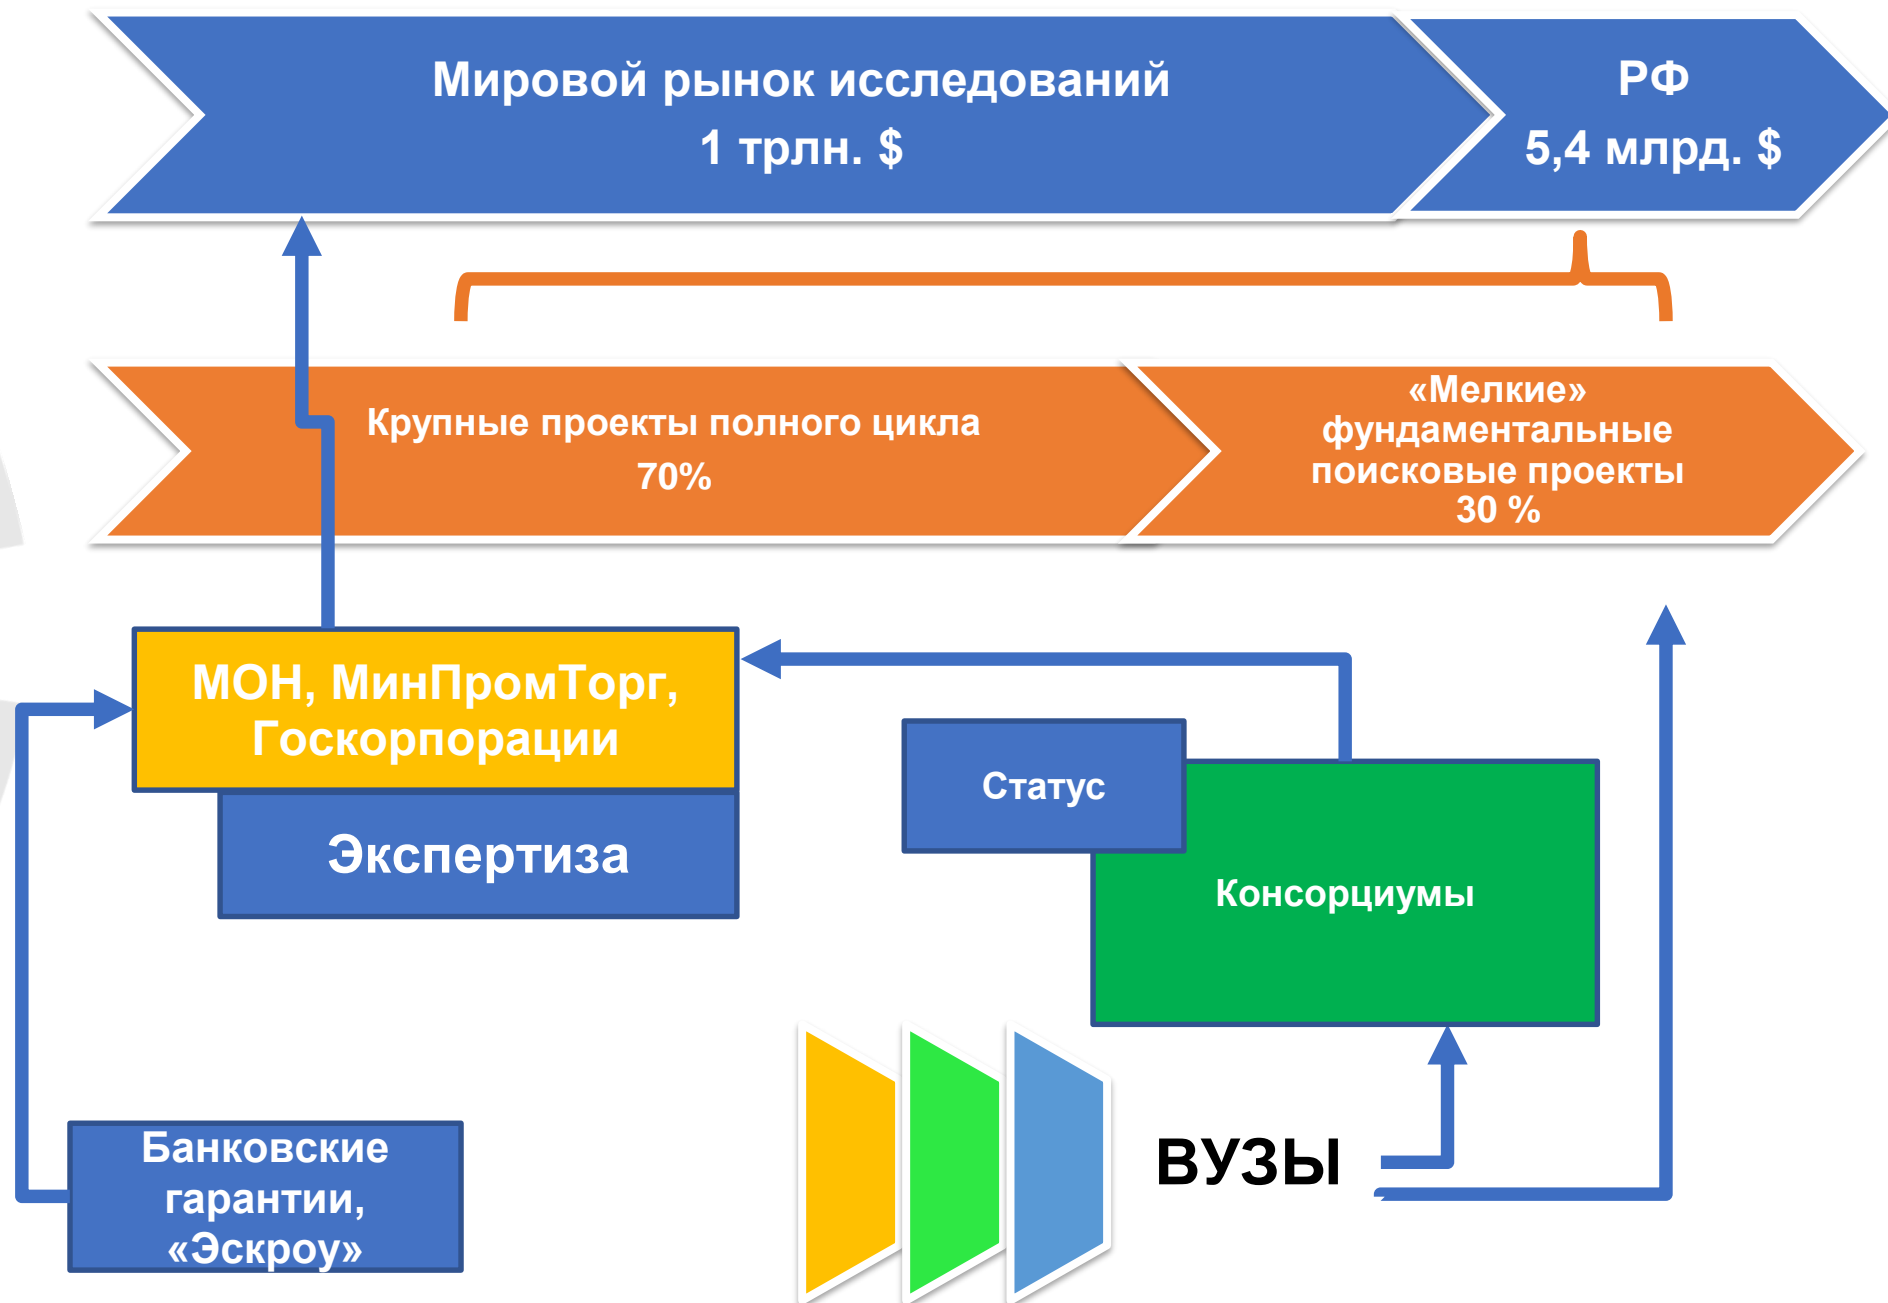 Мировой рынок исследований
1 трлн. $
РФ
5,4 млрд. $
Крупные проекты полного цикла
70%
«Мелкие»
фундаментальные
поисковые проекты
30 %
МОН, МинПромТорг,
Госкорпорации
Экспертиза
Статус
Консорциумы
Банковские
гарантии,
«Эскроу»
ВУЗЫ